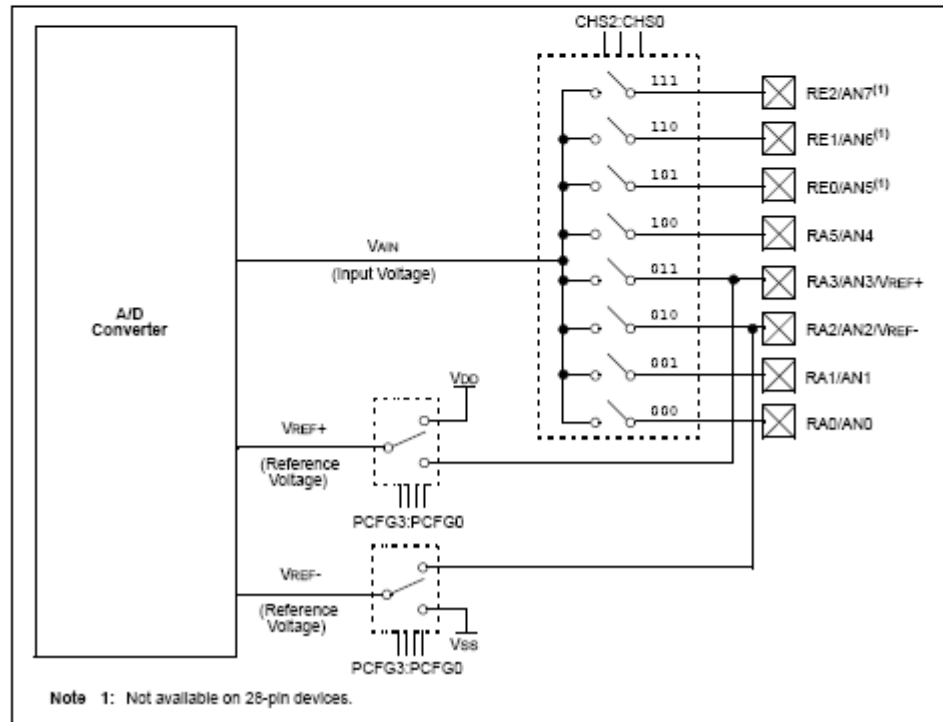 CHS2:CHS0
111
RE2/AN7(1)
110
RE1/AN6(1)
101
RE0/AN5(1)
100
RA5/AN4
VAIN
(Input Voltage)
011
RA3/AN3/VREF+
010
RA2/AN2/VREF-
A/D
Converter
001
RA1/AN1
VDD
000
RA0/AN0
VREF+
(Reference
Voltage)
PCFG3:PCFG0
VREF-
(Reference
Voltage)
VSS
PCFG3:PCFG0
Note 1: Not available on 28-pin devices.